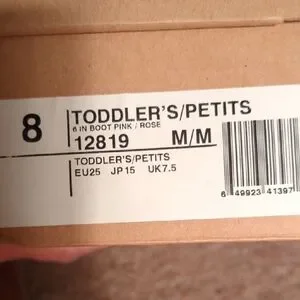 8
TODDLER'S/PETITS
6 IN BOOT PINK / ROSE
12819 M/M
TODDLER'S/PETITS
EU25 JP15 UK7.5
6 49923 41397